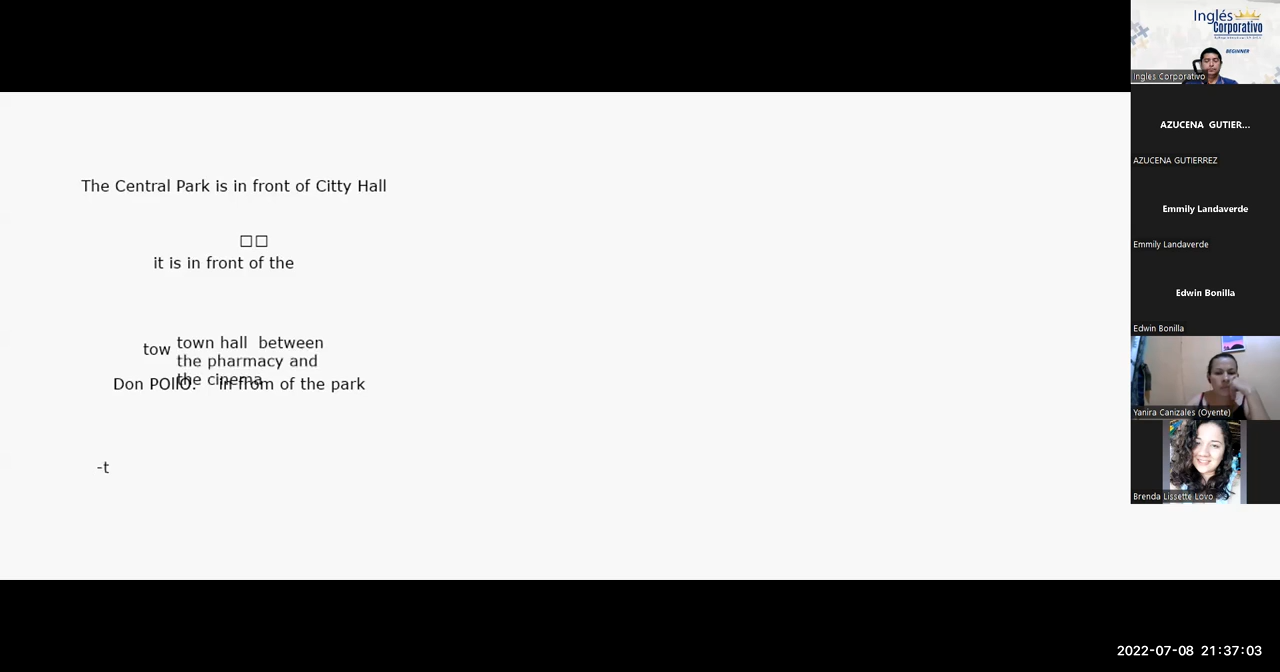 The Central Park is in front of Citty Hall
□□
it is in front of the
tow
town hall between
the pharmacy and
the cinema
Don POllO. in from of the park
-t
Inglés
Corporativo
BEGINNER
Ingles Corporativo
AZUCENA GUTIER...
AZUCENA GUTIERREZ
Emmily Landaverde
Emmily Landaverde
Edwin Bonilla
Edwin Bonilla
Yanira Canizales (Oyente)
Brenda Lissette Lovo
2022-07-08 21:37:03